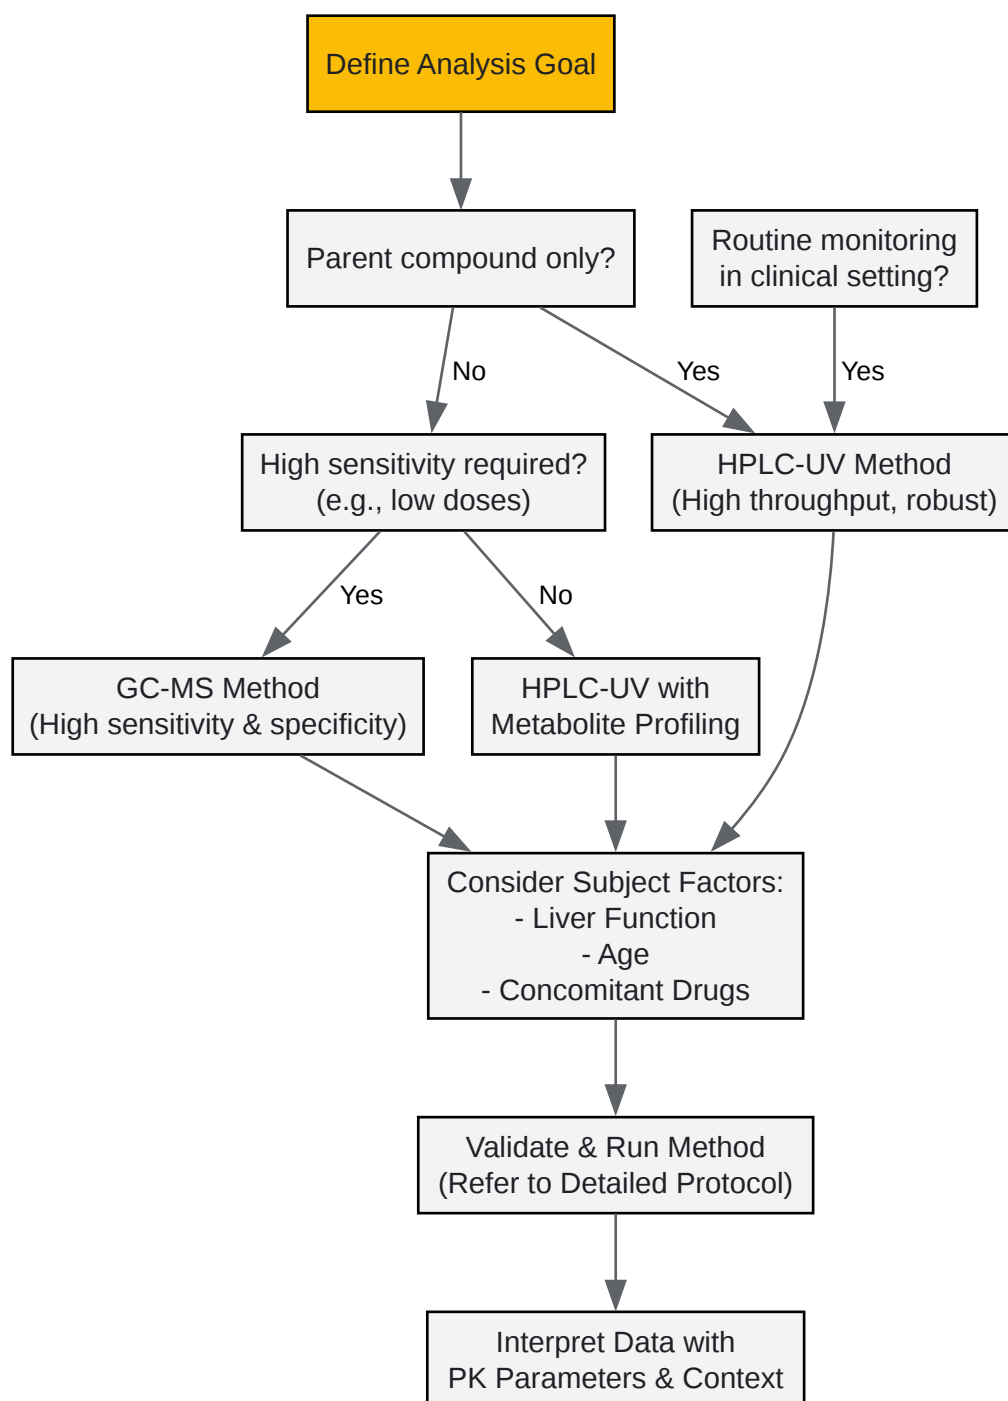 Define Analysis Goal
Parent compound only?
Routine monitoring
in clinical setting?
No
Yes
Yes
High sensitivity required?
(e.g., low doses)
HPLC-UV Method
(High throughput, robust)
Yes
No
GC-MS Method
(High sensitivity & specificity)
HPLC-UV with
Metabolite Profiling
Consider Subject Factors:
- Liver Function
- Age
- Concomitant Drugs
Validate & Run Method
(Refer to Detailed Protocol)
Interpret Data with
PK Parameters & Context